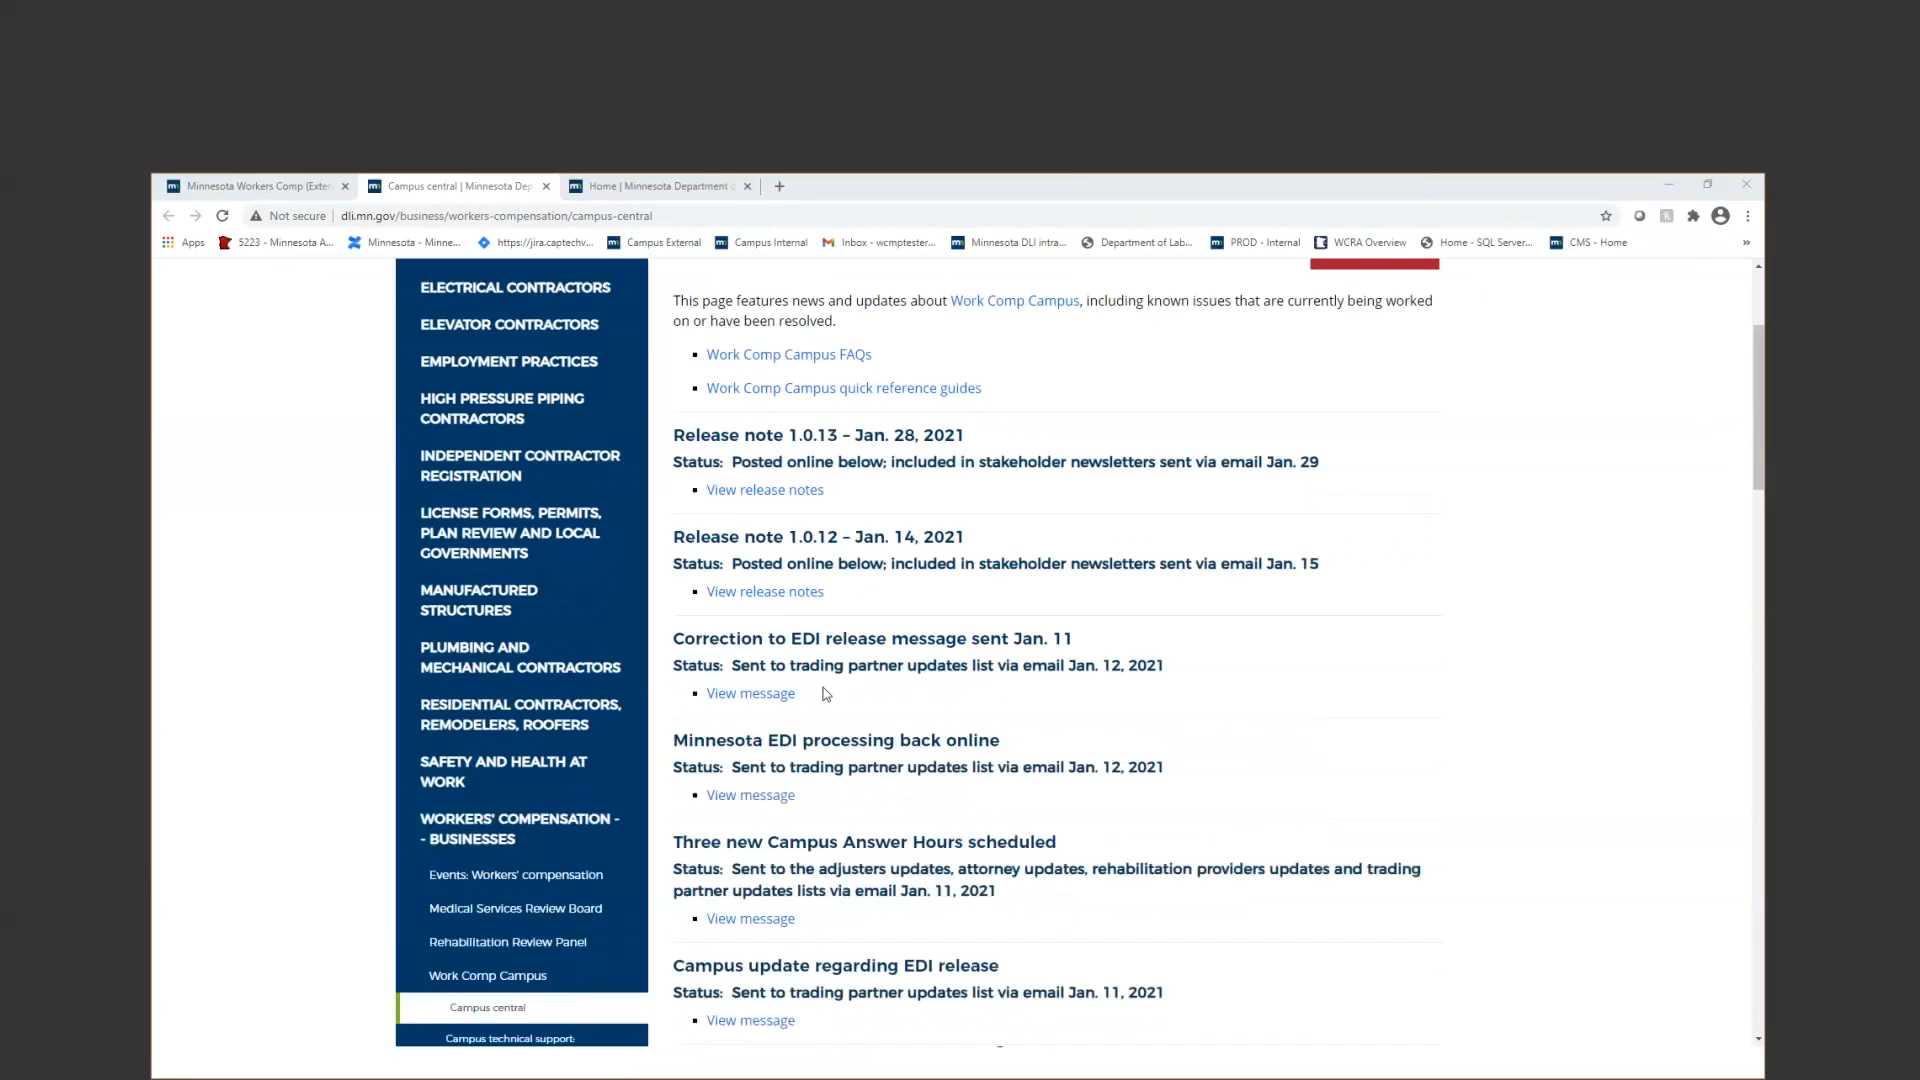 Minnesota Workers Comp (Exter
Campus central | Minnesota Dep
Home | Minnesota Department o
Not secure
dli.mn.gov/business/workers-compensation/campus-central
Apps
5223 - Minnesota A...
Minnesota - Minne...
https://jira.captechv...
Campus External
Campus Internal
Inbox - wcmptester...
Minnesota DLI intra...
Department of Lab...
PROD - Internal
WCRA Overview
Home - SQL Server...
CMS - Home
»
ELECTRICAL CONTRACTORS
ELEVATOR CONTRACTORS
EMPLOYMENT PRACTICES
HIGH PRESSURE PIPING
CONTRACTORS
INDEPENDENT CONTRACTOR
REGISTRATION
LICENSE FORMS, PERMITS,
PLAN REVIEW AND LOCAL
GOVERNMENTS
MANUFACTURED
STRUCTURES
PLUMBING AND
MECHANICAL CONTRACTORS
RESIDENTIAL CONTRACTORS,
REMODELERS, ROOFERS
SAFETY AND HEALTH AT
WORK
WORKERS' COMPENSATION -
- BUSINESSES
Events: Workers' compensation
Medical Services Review Board
Rehabilitation Review Panel
Work Comp Campus
Campus central
Campus technical support:
This page features news and updates about Work Comp Campus, including known issues that are currently being worked
on or have been resolved.
Work Comp Campus FAQs
Work Comp Campus quick reference guides
Release note 1.0.13 – Jan. 28, 2021
Status: Posted online below; included in stakeholder newsletters sent via email Jan. 29
View release notes
Release note 1.0.12 – Jan. 14, 2021
Status: Posted online below; included in stakeholder newsletters sent via email Jan. 15
View release notes
Correction to EDI release message sent Jan. 11
Status: Sent to trading partner updates list via email Jan. 12, 2021
View message
Minnesota EDI processing back online
Status: Sent to trading partner updates list via email Jan. 12, 2021
View message
Three new Campus Answer Hours scheduled
Status: Sent to the adjusters updates, attorney updates, rehabilitation providers updates and trading
partner updates lists via email Jan. 11, 2021
View message
Campus update regarding EDI release
Status: Sent to trading partner updates list via email Jan. 11, 2021
View message